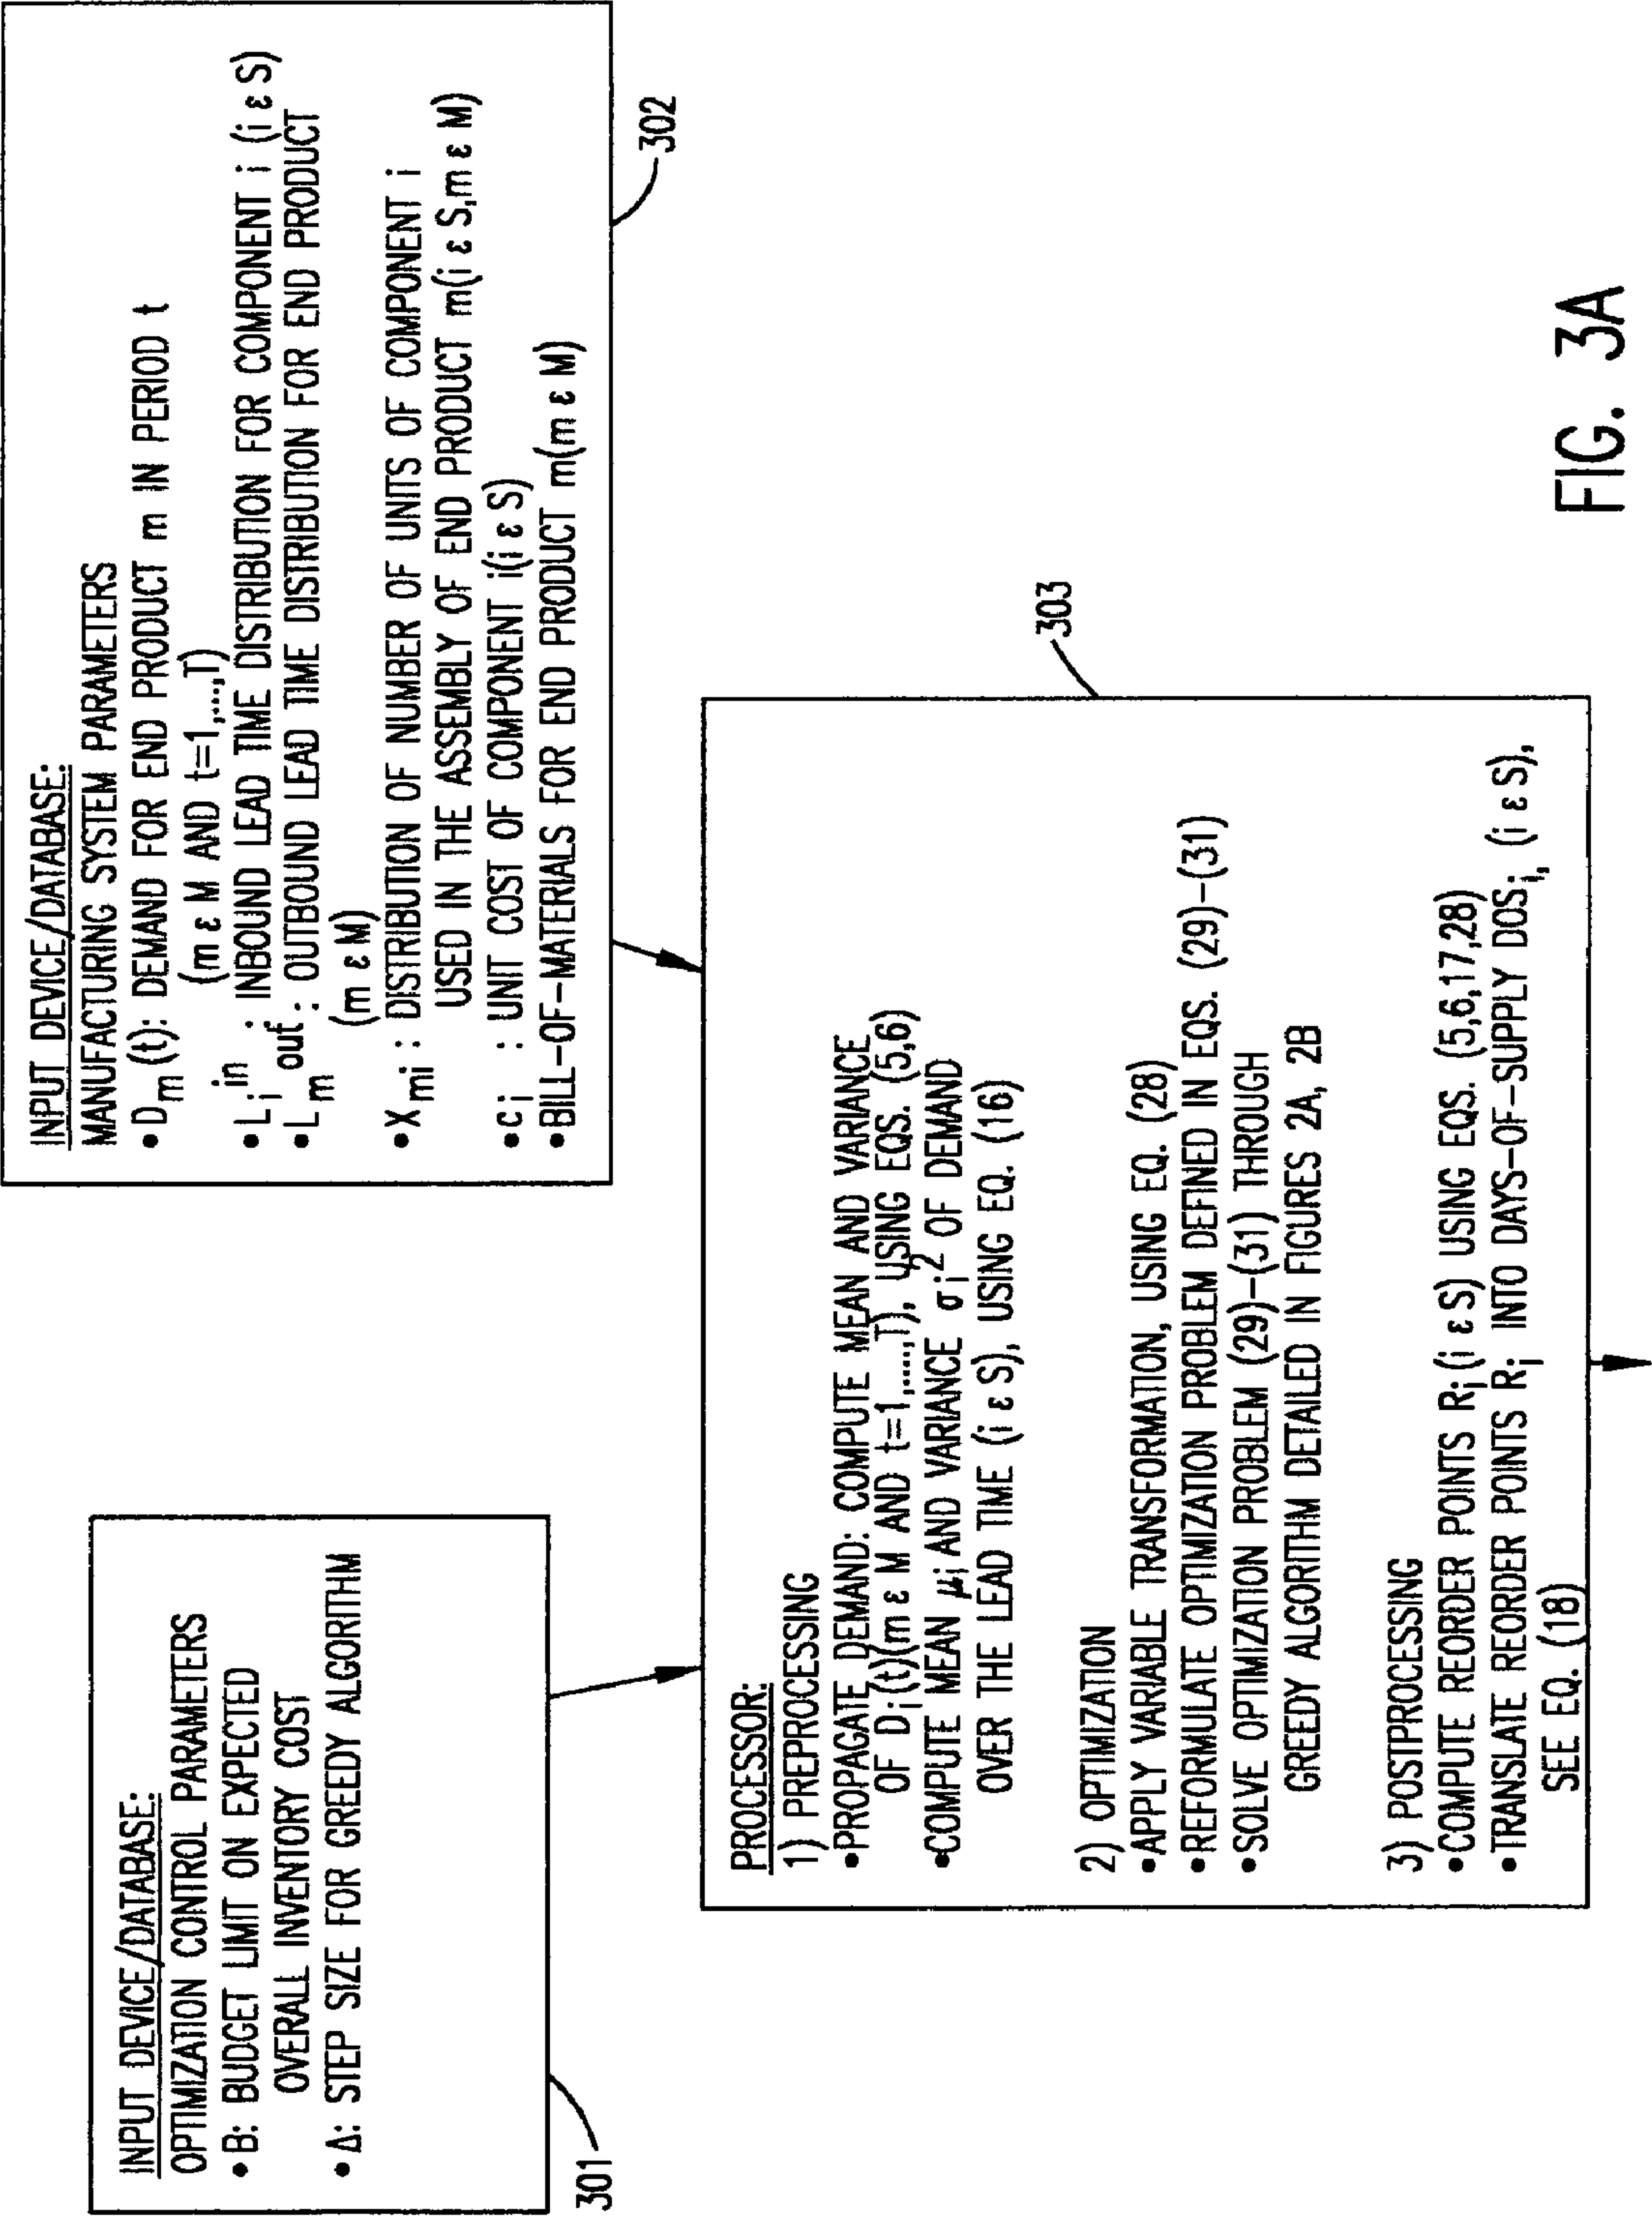 INPUT DEVICE/DATABASE:
OPTIMIZATION CONTROL PARAMETERS
• B: BUDGET LIMIT ON EXPECTED
OVERALL INVENTORY COST
• Δ: STEP SIZE FOR GREEDY ALGORITHM
301
INPUT DEVICE/DATABASE:
MANUFACTURING SYSTEM PARAMETERS
• D_m (t): DEMAND FOR END PRODUCT m IN PERIOD t
(m ε M AND t=1,...,T)
• L_i^in : INBOUND LEAD TIME DISTRIBUTION FOR COMPONENT i (i ε S)
• L_m^out : OUTBOUND LEAD TIME DISTRIBUTION FOR END PRODUCT
(m ε M)
• X_mi : DISTRIBUTION OF NUMBER OF UNITS OF COMPONENT i
USED IN THE ASSEMBLY OF END PRODUCT m(i ε S,m ε M)
• c_i : UNIT COST OF COMPONENT i(i ε S)
• BILL-OF-MATERIALS FOR END PRODUCT m(m ε M)
302
PROCESSOR:
1) PREPROCESSING
• PROPAGATE DEMAND: COMPUTE MEAN AND VARIANCE
OF D_i(t)(m ε M AND t=1,.....,T), USING EQS. (5,6)
• COMPUTE MEAN μ_i AND VARIANCE σ_i^2 OF DEMAND
OVER THE LEAD TIME (i ε S), USING EQ. (16)
2) OPTIMIZATION
• APPLY VARIABLE TRANSFORMATION, USING EQ. (28)
• REFORMULATE OPTIMIZATION PROBLEM DEFINED IN EQS. (29)-(31)
• SOLVE OPTIMIZATION PROBLEM (29)-(31) THROUGH
GREEDY ALGORITHM DETAILED IN FIGURES 2A, 2B
3) POSTPROCESSING
• COMPUTE REORDER POINTS R_i(i ε S) USING EQS. (5,6,17,28)
• TRANSLATE REORDER POINTS R_i INTO DAYS-OF-SUPPLY DOS_i, (i ε S),
SEE EQ. (18)
303
FIG. 3A